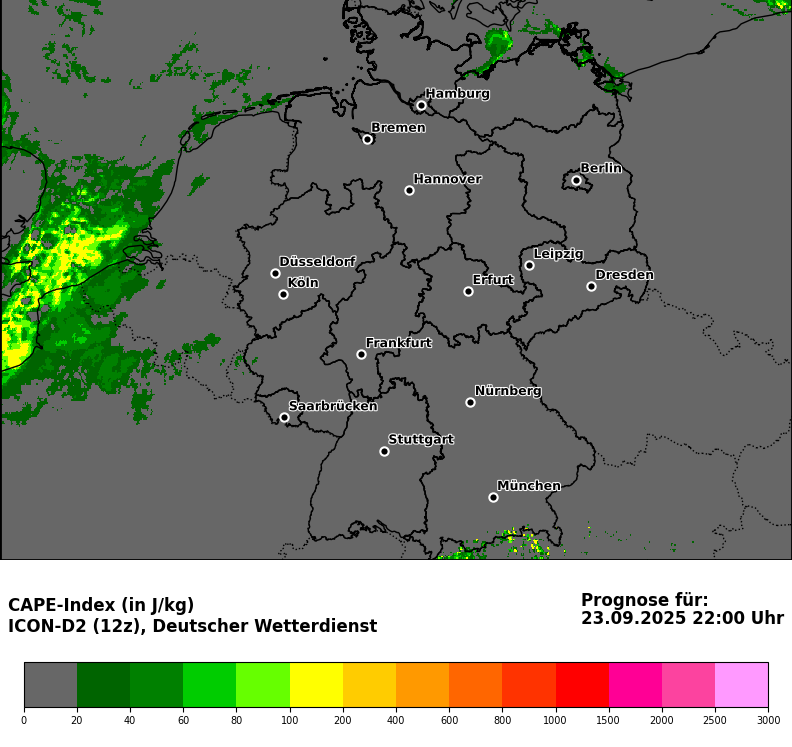 Hamburg
Bremen
Berlin
Hannover
Leipzig
Düsseldorf
Dresden
Köln
Erfurt
Frankfurt
Nürnberg
Saarbrücken
Stuttgart
München
CAPE-Index (in J/kg)
ICON-D2 (12z), Deutscher Wetterdienst
Prognose für:
23.09.2025 22:00 Uhr
0 20 40 60 80 100 200 400 600 800 1000 1500 2000 2500 3000